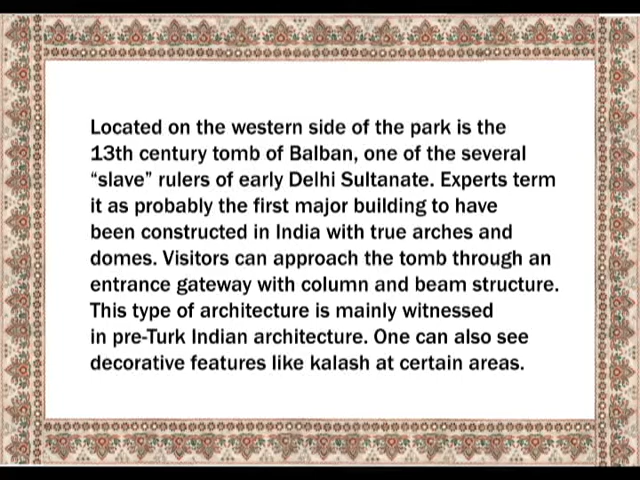 Located on the western side of the park is the
13th century tomb of Balban, one of the several
“slave” rulers of early Delhi Sultanate. Experts term
it as probably the first major building to have
been constructed in India with true arches and
domes. Visitors can approach the tomb through an
entrance gateway with column and beam structure.
This type of architecture is mainly witnessed
in pre-Turk Indian architecture. One can also see
decorative features like kalash at certain areas.